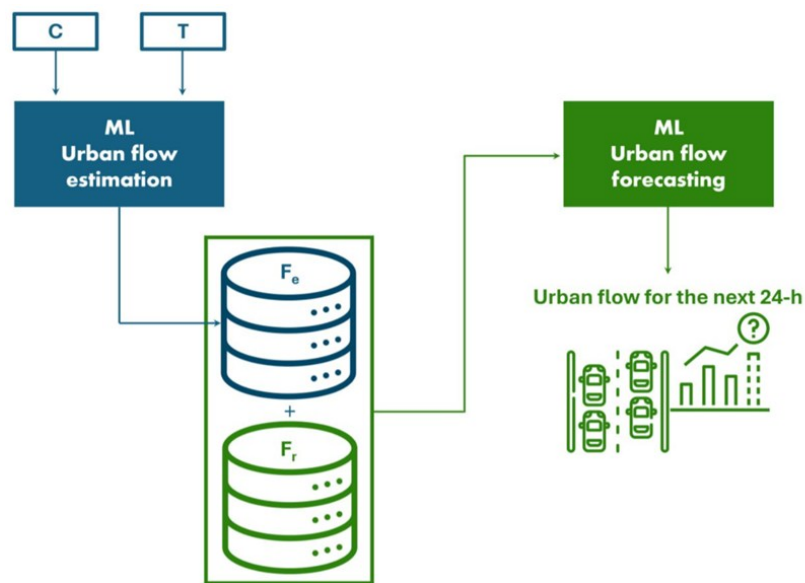 C
T
ML
Urban flow
estimation
ML
Urban flow
forecasting
Fe
+
Fr
Urban flow for the next 24-h
?